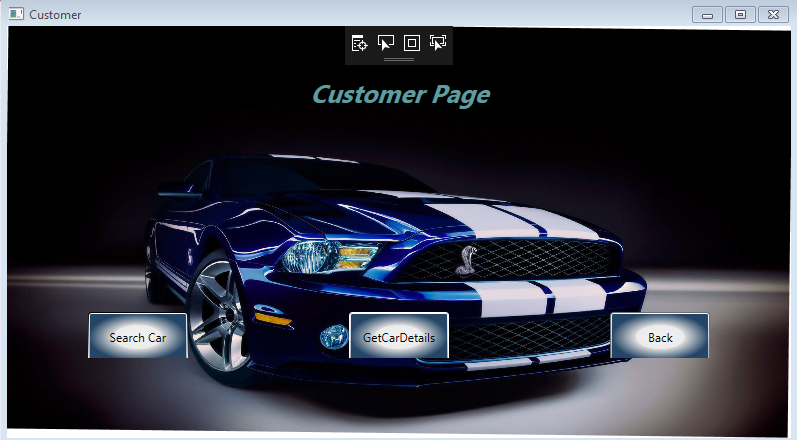 Customer
Customer Page
Search Car
GetCarDetails
Back